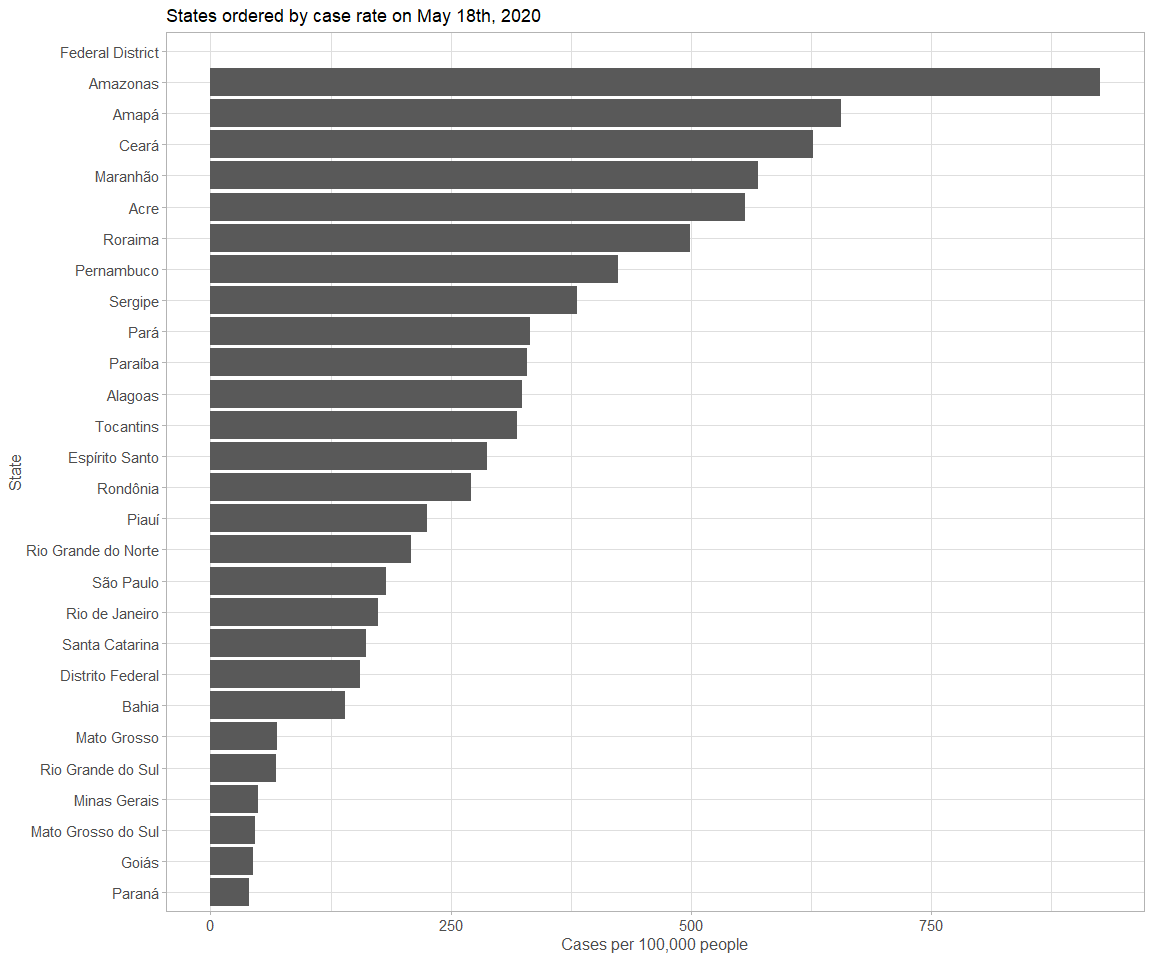 States ordered by case rate on May 18th, 2020
Federal District
Amazonas
Amapá
Ceará
Maranhão
Acre
Roraima
Pernambuco
Sergipe
Pará
Paraíba
Alagoas
Tocantins
Espírito Santo
Rondônia
Piauí
Rio Grande do Norte
São Paulo
Rio de Janeiro
Santa Catarina
Distrito Federal
Bahia
Mato Grosso
Rio Grande do Sul
Minas Gerais
Mato Grosso do Sul
Goiás
Paraná
State
0 250 500 750
Cases per 100,000 people